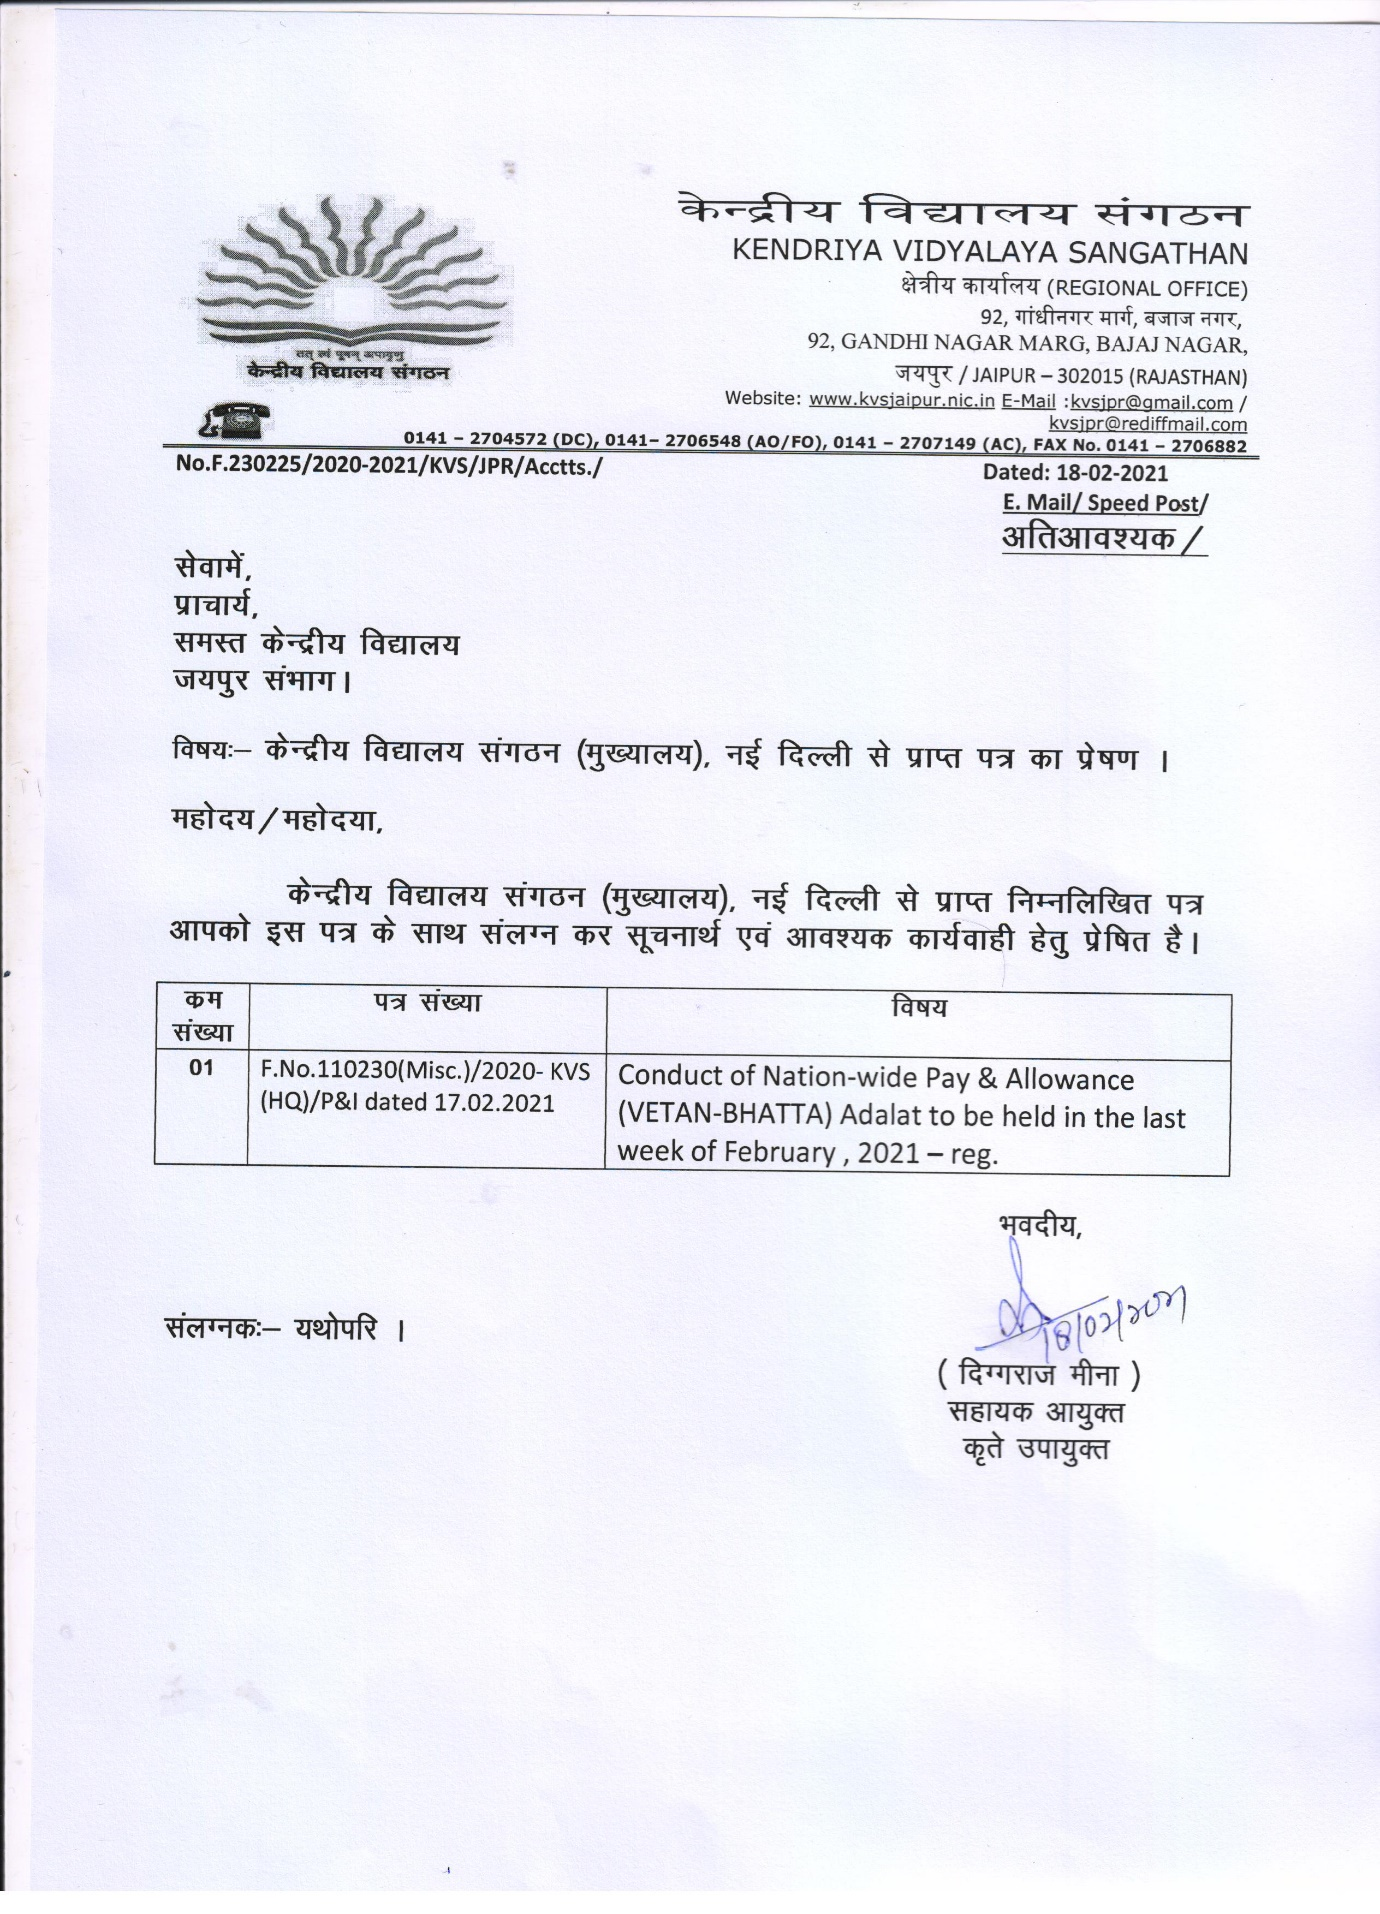 केन्द्रीय विद्यालय संगठन
KENDRIYA VIDYALAYA SANGATHAN
क्षेत्रीय कार्यालय (REGIONAL OFFICE)
92, गांधीनगर मार्ग, बजाज नगर,
92, GANDHI NAGAR MARG, BAJAJ NAGAR,
जयपुर / JAIPUR – 302015 (RAJASTHAN)
Website: www.kvsjaipur.nic.in E-Mail :kvsjpr@gmail.com /
kvsjpr@rediffmail.com
तत् त्वं पूषन् अपावृणु
केन्द्रीय विद्यालय संगठन
0141 – 2704572 (DC), 0141– 2706548 (AO/FO), 0141 – 2707149 (AC), FAX No. 0141 – 2706882
No.F.230225/2020-2021/KVS/JPR/Acctts./
Dated: 18-02-2021
E. Mail/ Speed Post/
अतिआवश्यक /
सेवामें,
प्राचार्य,
समस्त केन्द्रीय विद्यालय
जयपुर संभाग।
विषयः– केन्द्रीय विद्यालय संगठन (मुख्यालय), नई दिल्ली से प्राप्त पत्र का प्रेषण ।
महोदय/महोदया,
केन्द्रीय विद्यालय संगठन (मुख्यालय), नई दिल्ली से प्राप्त निम्नलिखित पत्र
आपको इस पत्र के साथ संलग्न कर सूचनार्थ एवं आवश्यक कार्यवाही हेतु प्रेषित है।
कम
संख्या
पत्र संख्या
विषय
01
F.No.110230(Misc.)/2020- KVS
(HQ)/P&I dated 17.02.2021
Conduct of Nation-wide Pay & Allowance
(VETAN-BHATTA) Adalat to be held in the last
week of February , 2021 – reg.
भवदीय,
18/02/2021
संलग्नकः– यथोपरि ।
( दिग्गराज मीना )
सहायक आयुक्त
कृते उपायुक्त